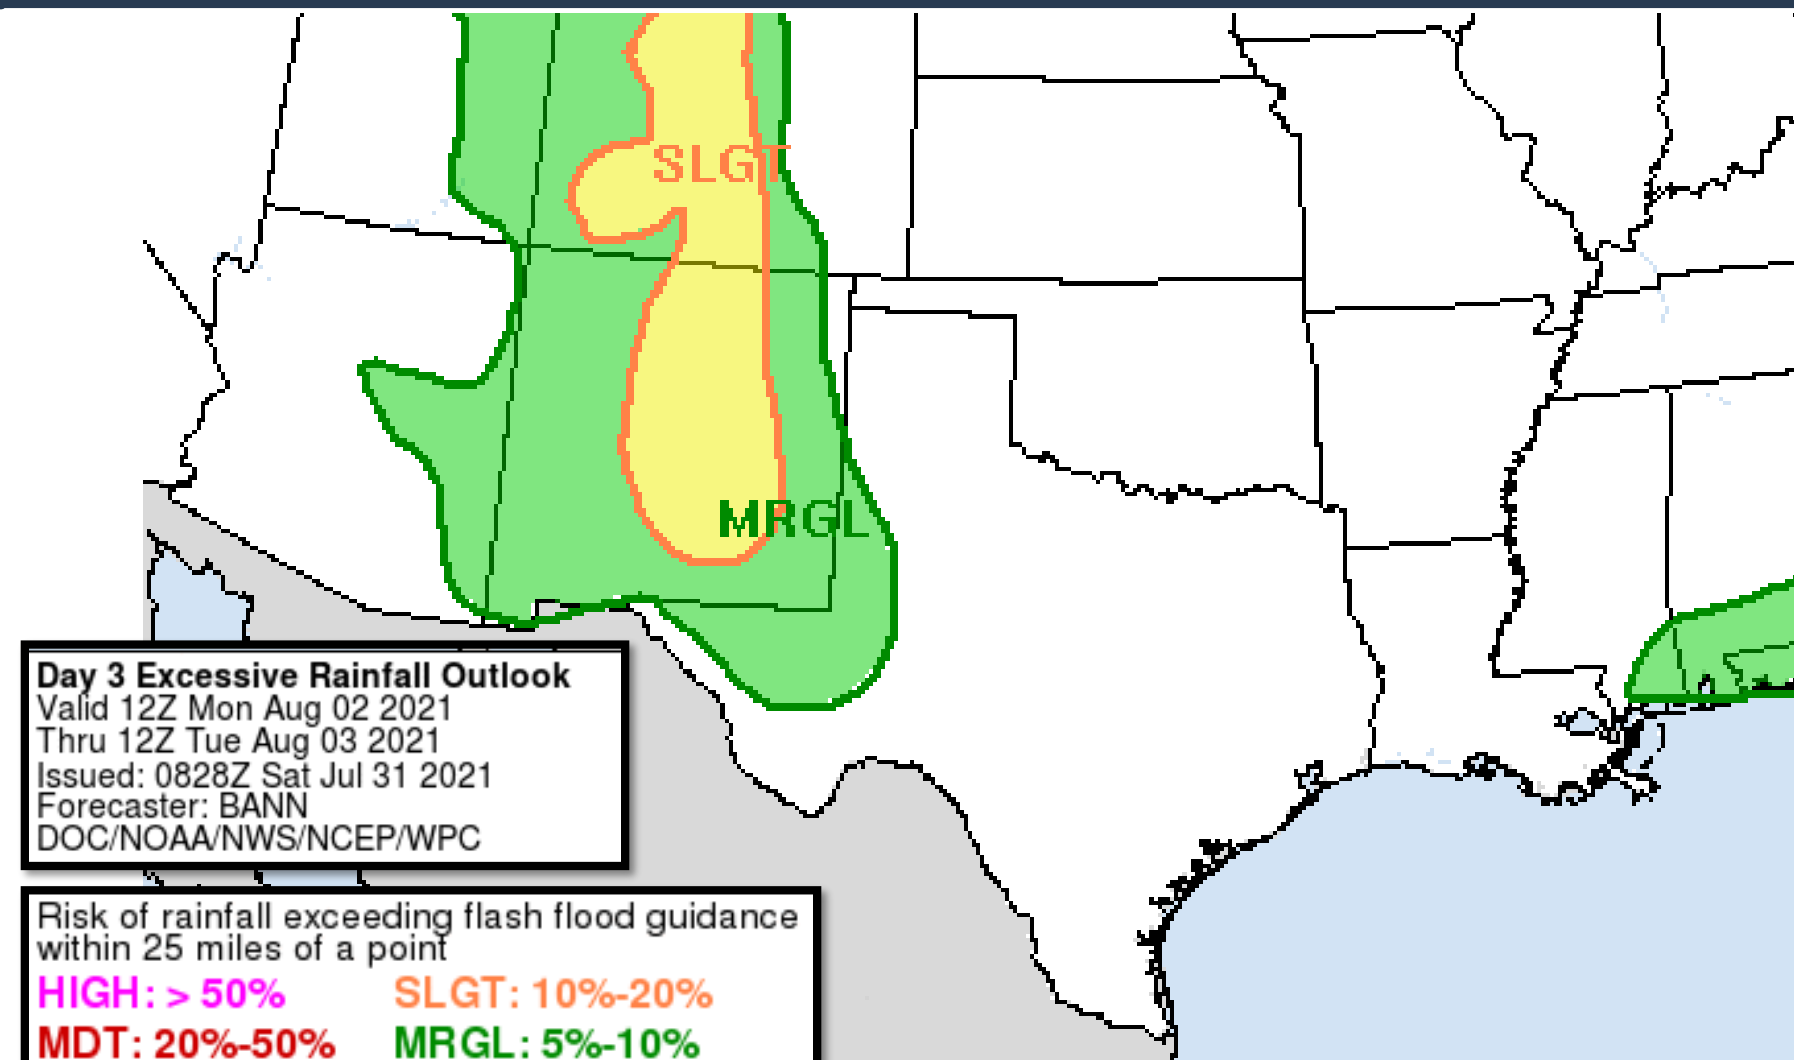 SLGT
MRGL
Day 3 Excessive Rainfall Outlook
Valid 12Z Mon Aug 02 2021
Thru 12Z Tue Aug 03 2021
Issued: 0828Z Sat Jul 31 2021
Forecaster: BANN
DOC/NOAA/NWS/NCEP/WPC
Risk of rainfall exceeding flash flood guidance
within 25 miles of a point
HIGH: > 50% SLGT: 10%-20%
MDT: 20%-50% MRGL: 5%-10%